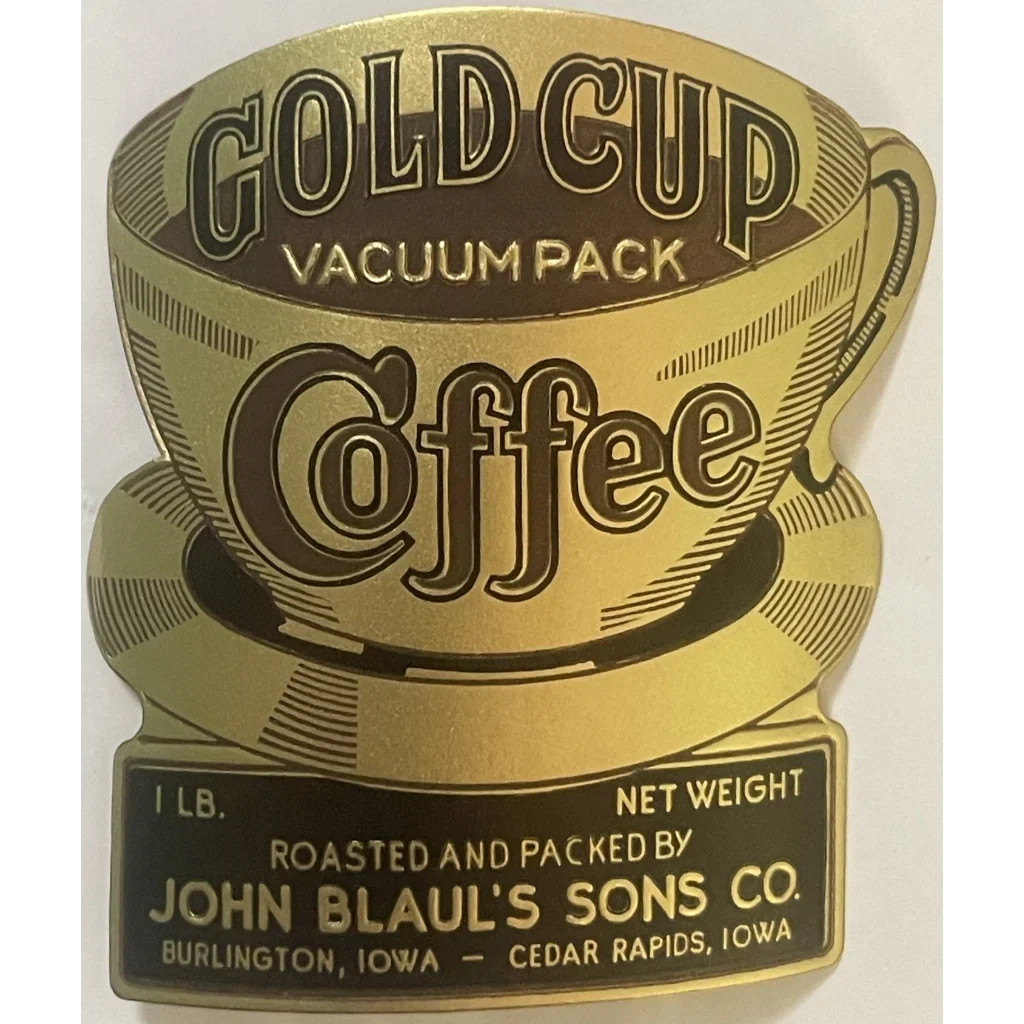 GOLD CUP
VACUUM PACK
Coffee
1 LB. NET WEIGHT
ROASTED AND PACKED BY
JOHN BLAUL'S SONS CO.
BURLINGTON, IOWA — CEDAR RAPIDS, IOWA